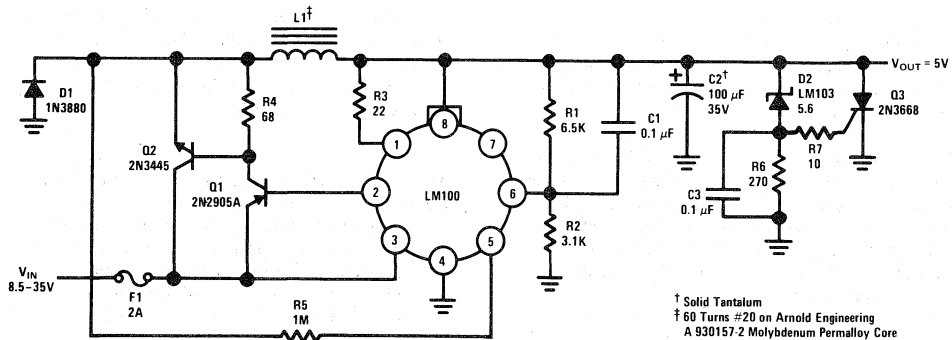 L1‡
D1
1N3880
R4
68
R3
22
Q2
2N3445
Q1
2N2905A
1
2
3
4
5
6
7
8
LM100
R1
6.5K
C1
0.1 μF
R2
3.1K
C2†
100 μF
35V
+
D2
LM103
5.6
Q3
2N3668
VOUT = 5V
R7
10
R6
270
C3
0.1 μF
VIN
8.5–35V
F1
2A
R5
1M
† Solid Tantalum
‡ 60 Turns #20 on Arnold Engineering
A 930157-2 Molybdenum Permalloy Core